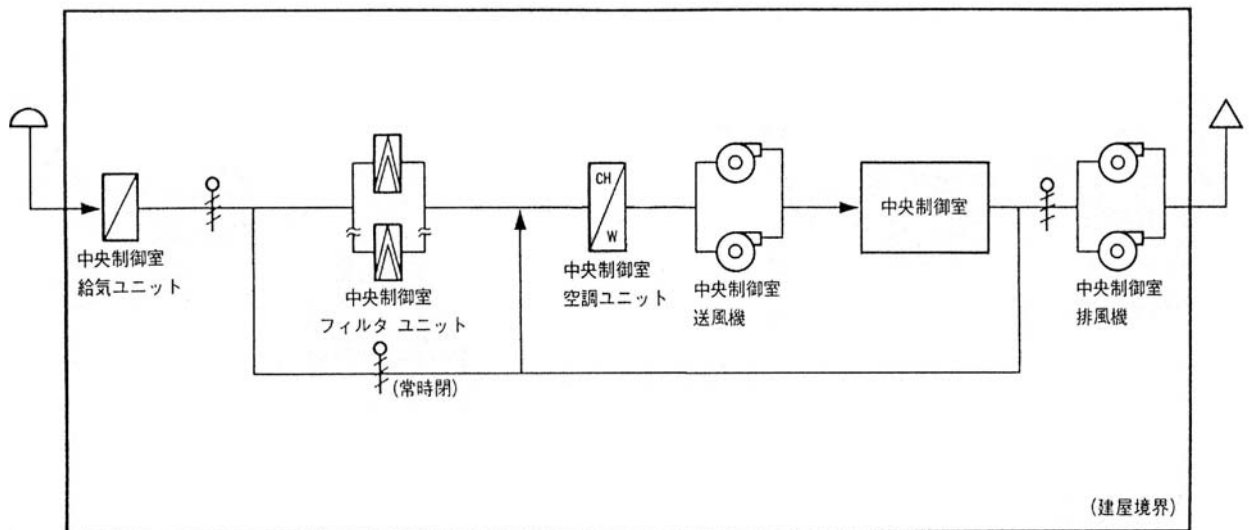 中央制御室
給気ユニット
中央制御室
フィルタ ユニット
(常時閉)
CH
W
中央制御室
空調ユニット
中央制御室
送風機
中央制御室
中央制御室
排風機
(建屋境界)